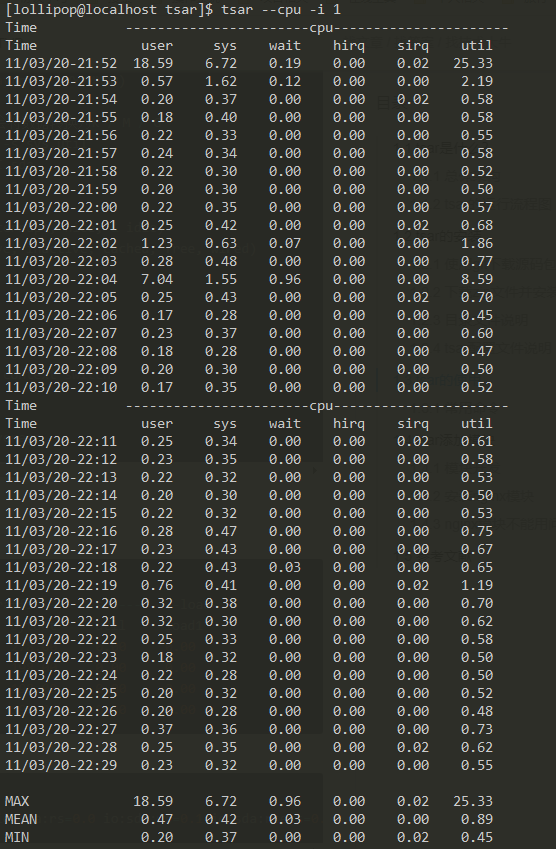 [lollipop@localhost tsar]$ tsar --cpu -i 1
Time -----------------------cpu----------------------
Time user sys wait hirq sirq util
11/03/20-21:52 18.59 6.72 0.19 0.00 0.02 25.33
11/03/20-21:53 0.57 1.62 0.12 0.00 0.00 2.19
11/03/20-21:54 0.20 0.37 0.00 0.00 0.02 0.58
11/03/20-21:55 0.18 0.40 0.00 0.00 0.00 0.58
11/03/20-21:56 0.22 0.33 0.00 0.00 0.00 0.55
11/03/20-21:57 0.24 0.34 0.00 0.00 0.00 0.58
11/03/20-21:58 0.22 0.30 0.00 0.00 0.00 0.52
11/03/20-21:59 0.20 0.30 0.00 0.00 0.00 0.50
11/03/20-22:00 0.22 0.35 0.00 0.00 0.00 0.57
11/03/20-22:01 0.25 0.42 0.00 0.00 0.02 0.68
11/03/20-22:02 1.23 0.63 0.07 0.00 0.00 1.86
11/03/20-22:03 0.28 0.48 0.00 0.00 0.00 0.77
11/03/20-22:04 7.04 1.55 0.96 0.00 0.00 8.59
11/03/20-22:05 0.25 0.43 0.00 0.00 0.02 0.70
11/03/20-22:06 0.17 0.28 0.00 0.00 0.00 0.45
11/03/20-22:07 0.23 0.37 0.00 0.00 0.00 0.60
11/03/20-22:08 0.18 0.28 0.00 0.00 0.00 0.47
11/03/20-22:09 0.20 0.30 0.00 0.00 0.00 0.50
11/03/20-22:10 0.17 0.35 0.00 0.00 0.00 0.52
Time -----------------------cpu----------------------
Time user sys wait hirq sirq util
11/03/20-22:11 0.25 0.34 0.00 0.00 0.02 0.61
11/03/20-22:12 0.23 0.35 0.00 0.00 0.00 0.58
11/03/20-22:13 0.22 0.32 0.00 0.00 0.00 0.53
11/03/20-22:14 0.20 0.30 0.00 0.00 0.00 0.50
11/03/20-22:15 0.22 0.32 0.00 0.00 0.00 0.53
11/03/20-22:16 0.28 0.47 0.00 0.00 0.00 0.75
11/03/20-22:17 0.23 0.43 0.00 0.00 0.00 0.67
11/03/20-22:18 0.22 0.43 0.03 0.00 0.00 0.65
11/03/20-22:19 0.76 0.41 0.00 0.00 0.02 1.19
11/03/20-22:20 0.32 0.38 0.00 0.00 0.00 0.70
11/03/20-22:21 0.32 0.30 0.00 0.00 0.00 0.62
11/03/20-22:22 0.25 0.33 0.00 0.00 0.00 0.58
11/03/20-22:23 0.18 0.32 0.00 0.00 0.00 0.50
11/03/20-22:24 0.22 0.28 0.00 0.00 0.00 0.50
11/03/20-22:25 0.20 0.32 0.00 0.00 0.00 0.52
11/03/20-22:26 0.20 0.28 0.00 0.00 0.00 0.48
11/03/20-22:27 0.37 0.36 0.00 0.00 0.00 0.73
11/03/20-22:28 0.25 0.35 0.00 0.00 0.02 0.62
11/03/20-22:29 0.23 0.32 0.00 0.00 0.00 0.55
MAX 18.59 6.72 0.96 0.00 0.02 25.33
MEAN 0.47 0.42 0.03 0.00 0.00 0.89
MIN 0.20 0.37 0.00 0.00 0.02 0.45